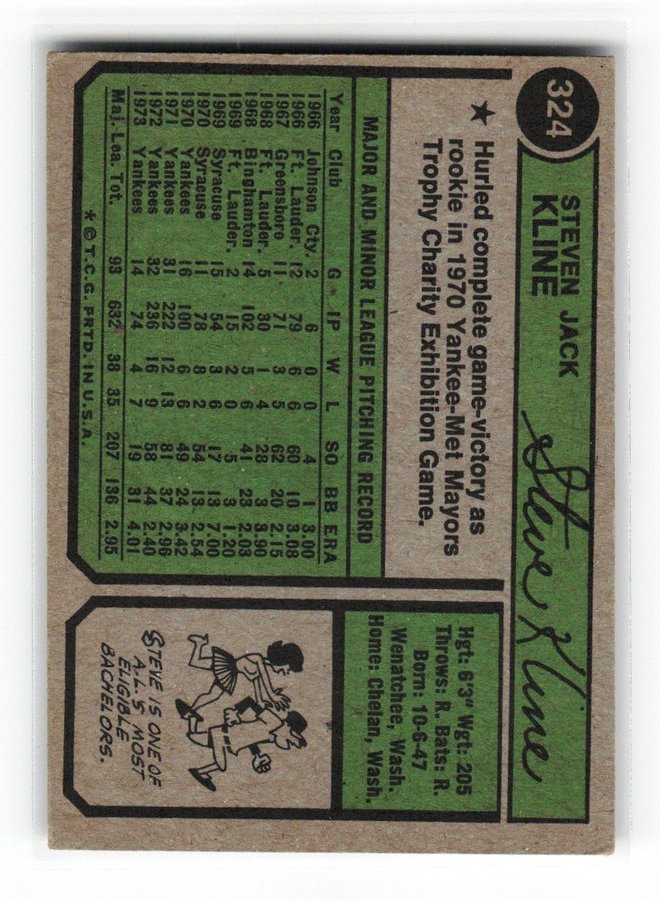 324
STEVEN JACK
KLINE
Steve Kline
★ Hurled complete game-victory as
rookie in 1970 Yankee-Met Mayors
Trophy Charity Exhibition Game.
Hgt: 6'3" Wgt: 205
Throws: R. Bats: R.
Born: 10-6-47
Wenatchee, Wash.
Home: Chelan, Wash.
MAJOR AND MINOR LEAGUE PITCHING RECORD
Year Club G IP W L SO BB ERA
1966 Johnson Cty. 2 6 0 0 4 1 3.00
1966 Ft. Lauder. 12 79 6 6 60 10 3.08
1967 Greensboro 11 71 3 5 62 20 2.15
1968 Ft. Lauder. 5 30 1 4 28 3 3.90
1968 Binghamton 14 102 5 6 41 23 2.03
1969 Ft. Lauder. 2 15 2 0 5 3 1.20
1969 Syracuse 15 54 3 6 17 13 7.00
1970 Syracuse 11 78 8 2 54 13 2.54
1970 Yankees 16 100 6 6 49 24 3.42
1971 Yankees 31 222 12 13 81 37 2.96
1972 Yankees 32 236 16 9 58 44 2.40
1973 Yankees 14 74 4 7 19 31 4.01
Maj. Lea. Tot. 93 632 38 35 207 136 2.95
* © T.C.G. PRTD. IN U.S.A.
STEVE IS ONE OF
A.L.'S MOST
ELIGIBLE
BACHELORS.